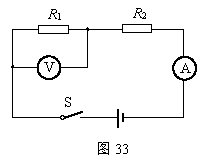 R₁ R₂
V A
S
图 33